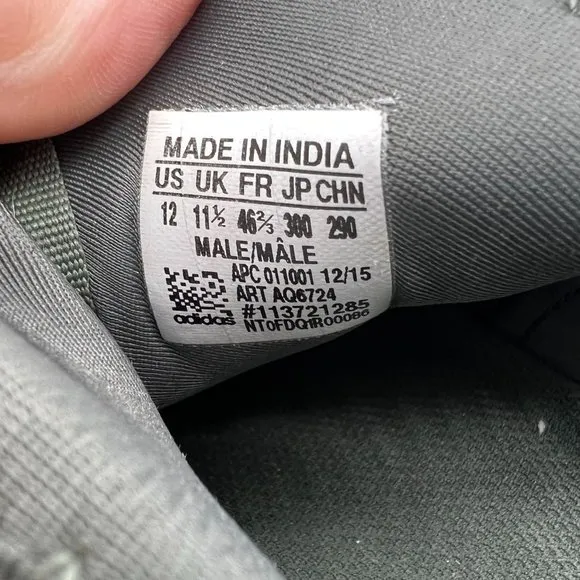 MADE IN INDIA
US UK FR JP CHN
12 11½ 46⅔ 300 290
MALE/MÂLE
APC 011001 12/15
ART AQ6724
#113721285
adidas NT0FDQ1R00086